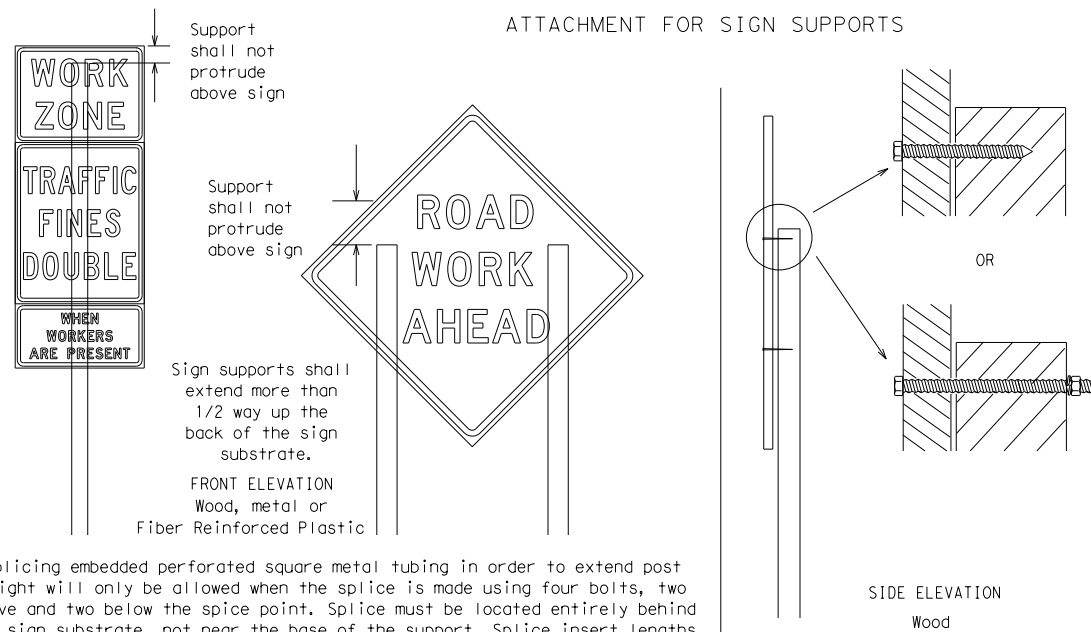 ATTACHMENT FOR SIGN SUPPORTS
Support
shall not
protrude
above sign
WORK
ZONE
TRAFFIC
FINES
DOUBLE
WHEN
WORKERS
ARE PRESENT
Support
shall not
protrude
above sign
ROAD
WORK
AHEAD
Sign supports shall
extend more than
1/2 way up the
back of the sign
substrate.
FRONT ELEVATION
Wood, metal or
Fiber Reinforced Plastic
OR
SIDE ELEVATION
Wood
embedded perforated square metal tubing in order to extend post
will only be allowed when the splice is made using four bolts, two
and two below the spice point. Splice must be located entirely behind
sign substrate, not near the base of the support. Splice insert lengths